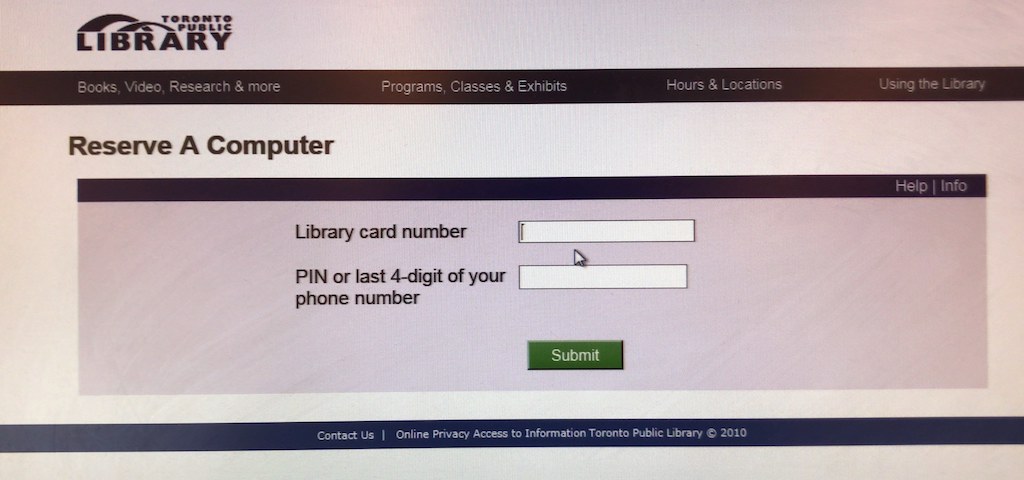 TORONTO
PUBLIC
LIBRARY
Books, Video, Research & more Programs, Classes & Exhibits Hours & Locations Using the Library
Reserve A Computer
Help | Info
Library card number
PIN or last 4-digit of your
phone number
Submit
Contact Us | Online Privacy Access to Information Toronto Public Library © 2010